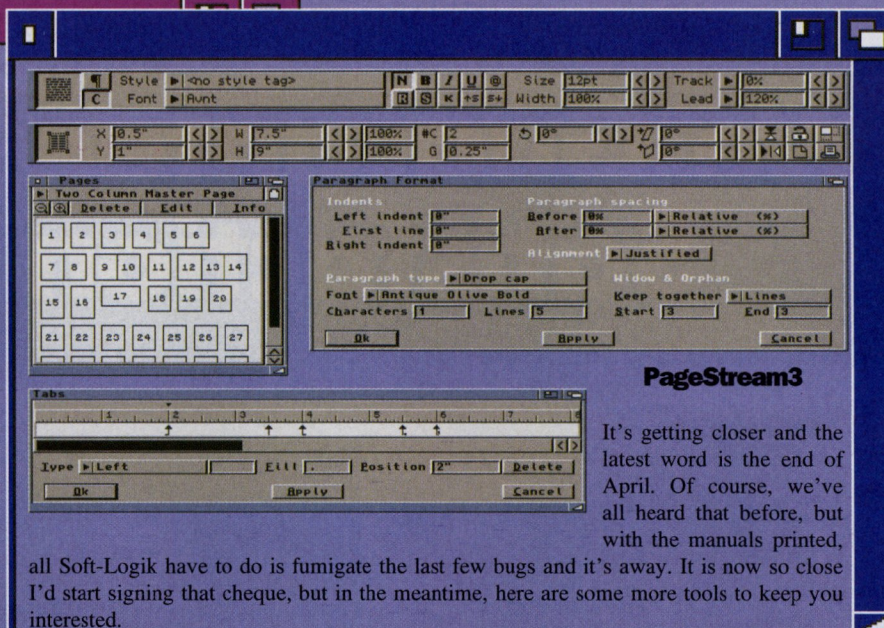 ¶ Style <no style tag> N B I U @ Size 12pt Track 0%
C Font Avnt R S K Width 100% Lead 120%
X 0.5" W 7.5" 100% #C 2 0° 0°
Y 1" H 9" 100% G 0.25" 0°
Pages
Two Column Master Page
Delete Edit Info
1 2 3 4 5 6
7 8 9 10 11 12 13 14
15 16 17 18 19 20
21 22 23 24 25 26 27
Paragraph Format
Indents Paragraph spacing
Left indent 0" Before 0% Relative (%)
First line 0" After 0% Relative (%)
Right indent 0"
Alignment Justified
Paragraph type Drop cap Widow & Orphan
Font Antique Olive Bold Keep together Lines
Characters 1 Lines 5 Start 3 End 3
Ok Apply Cancel
Tabs
1 2 3 4 5 6 7 8
Type Left Fill . Position 2" Delete
Ok Apply Cancel
PageStream3
It's getting closer and the
latest word is the end of
April. Of course, we've
all heard that before, but
with the manuals printed,
all Soft-Logik have to do is fumigate the last few bugs and it's away. It is now so close
I'd start signing that cheque, but in the meantime, here are some more tools to keep you
interested.